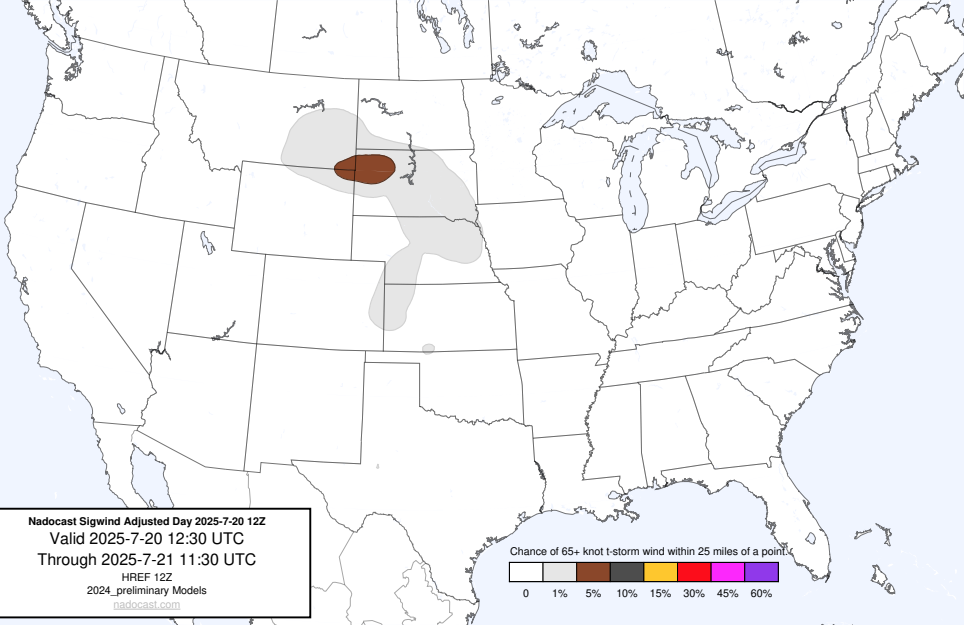 Nadocast Sigwind Adjusted Day 2025-7-20 12Z
Valid 2025-7-20 12:30 UTC
Through 2025-7-21 11:30 UTC
HREF 12Z
2024_preliminary Models
nadocast.com
Chance of 65+ knot t-storm wind within 25 miles of a point.
0 1% 5% 10% 15% 30% 45% 60%